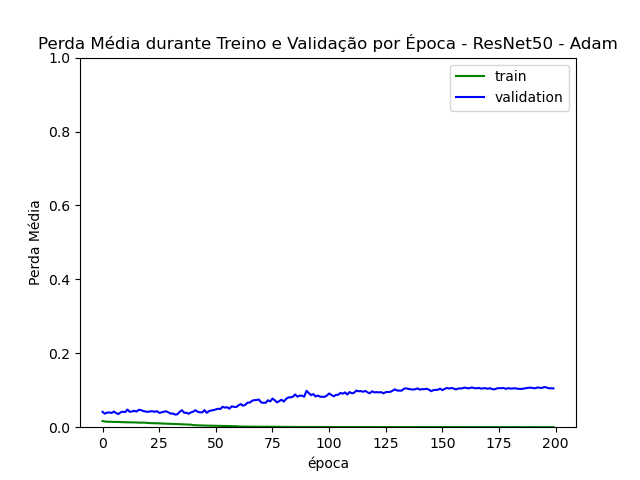 Perda Média durante Treino e Validação por Época - ResNet50 - Adam
train
validation
Perda Média
1.0
0.8
0.6
0.4
0.2
0.0
0 25 50 75 100 125 150 175 200
época